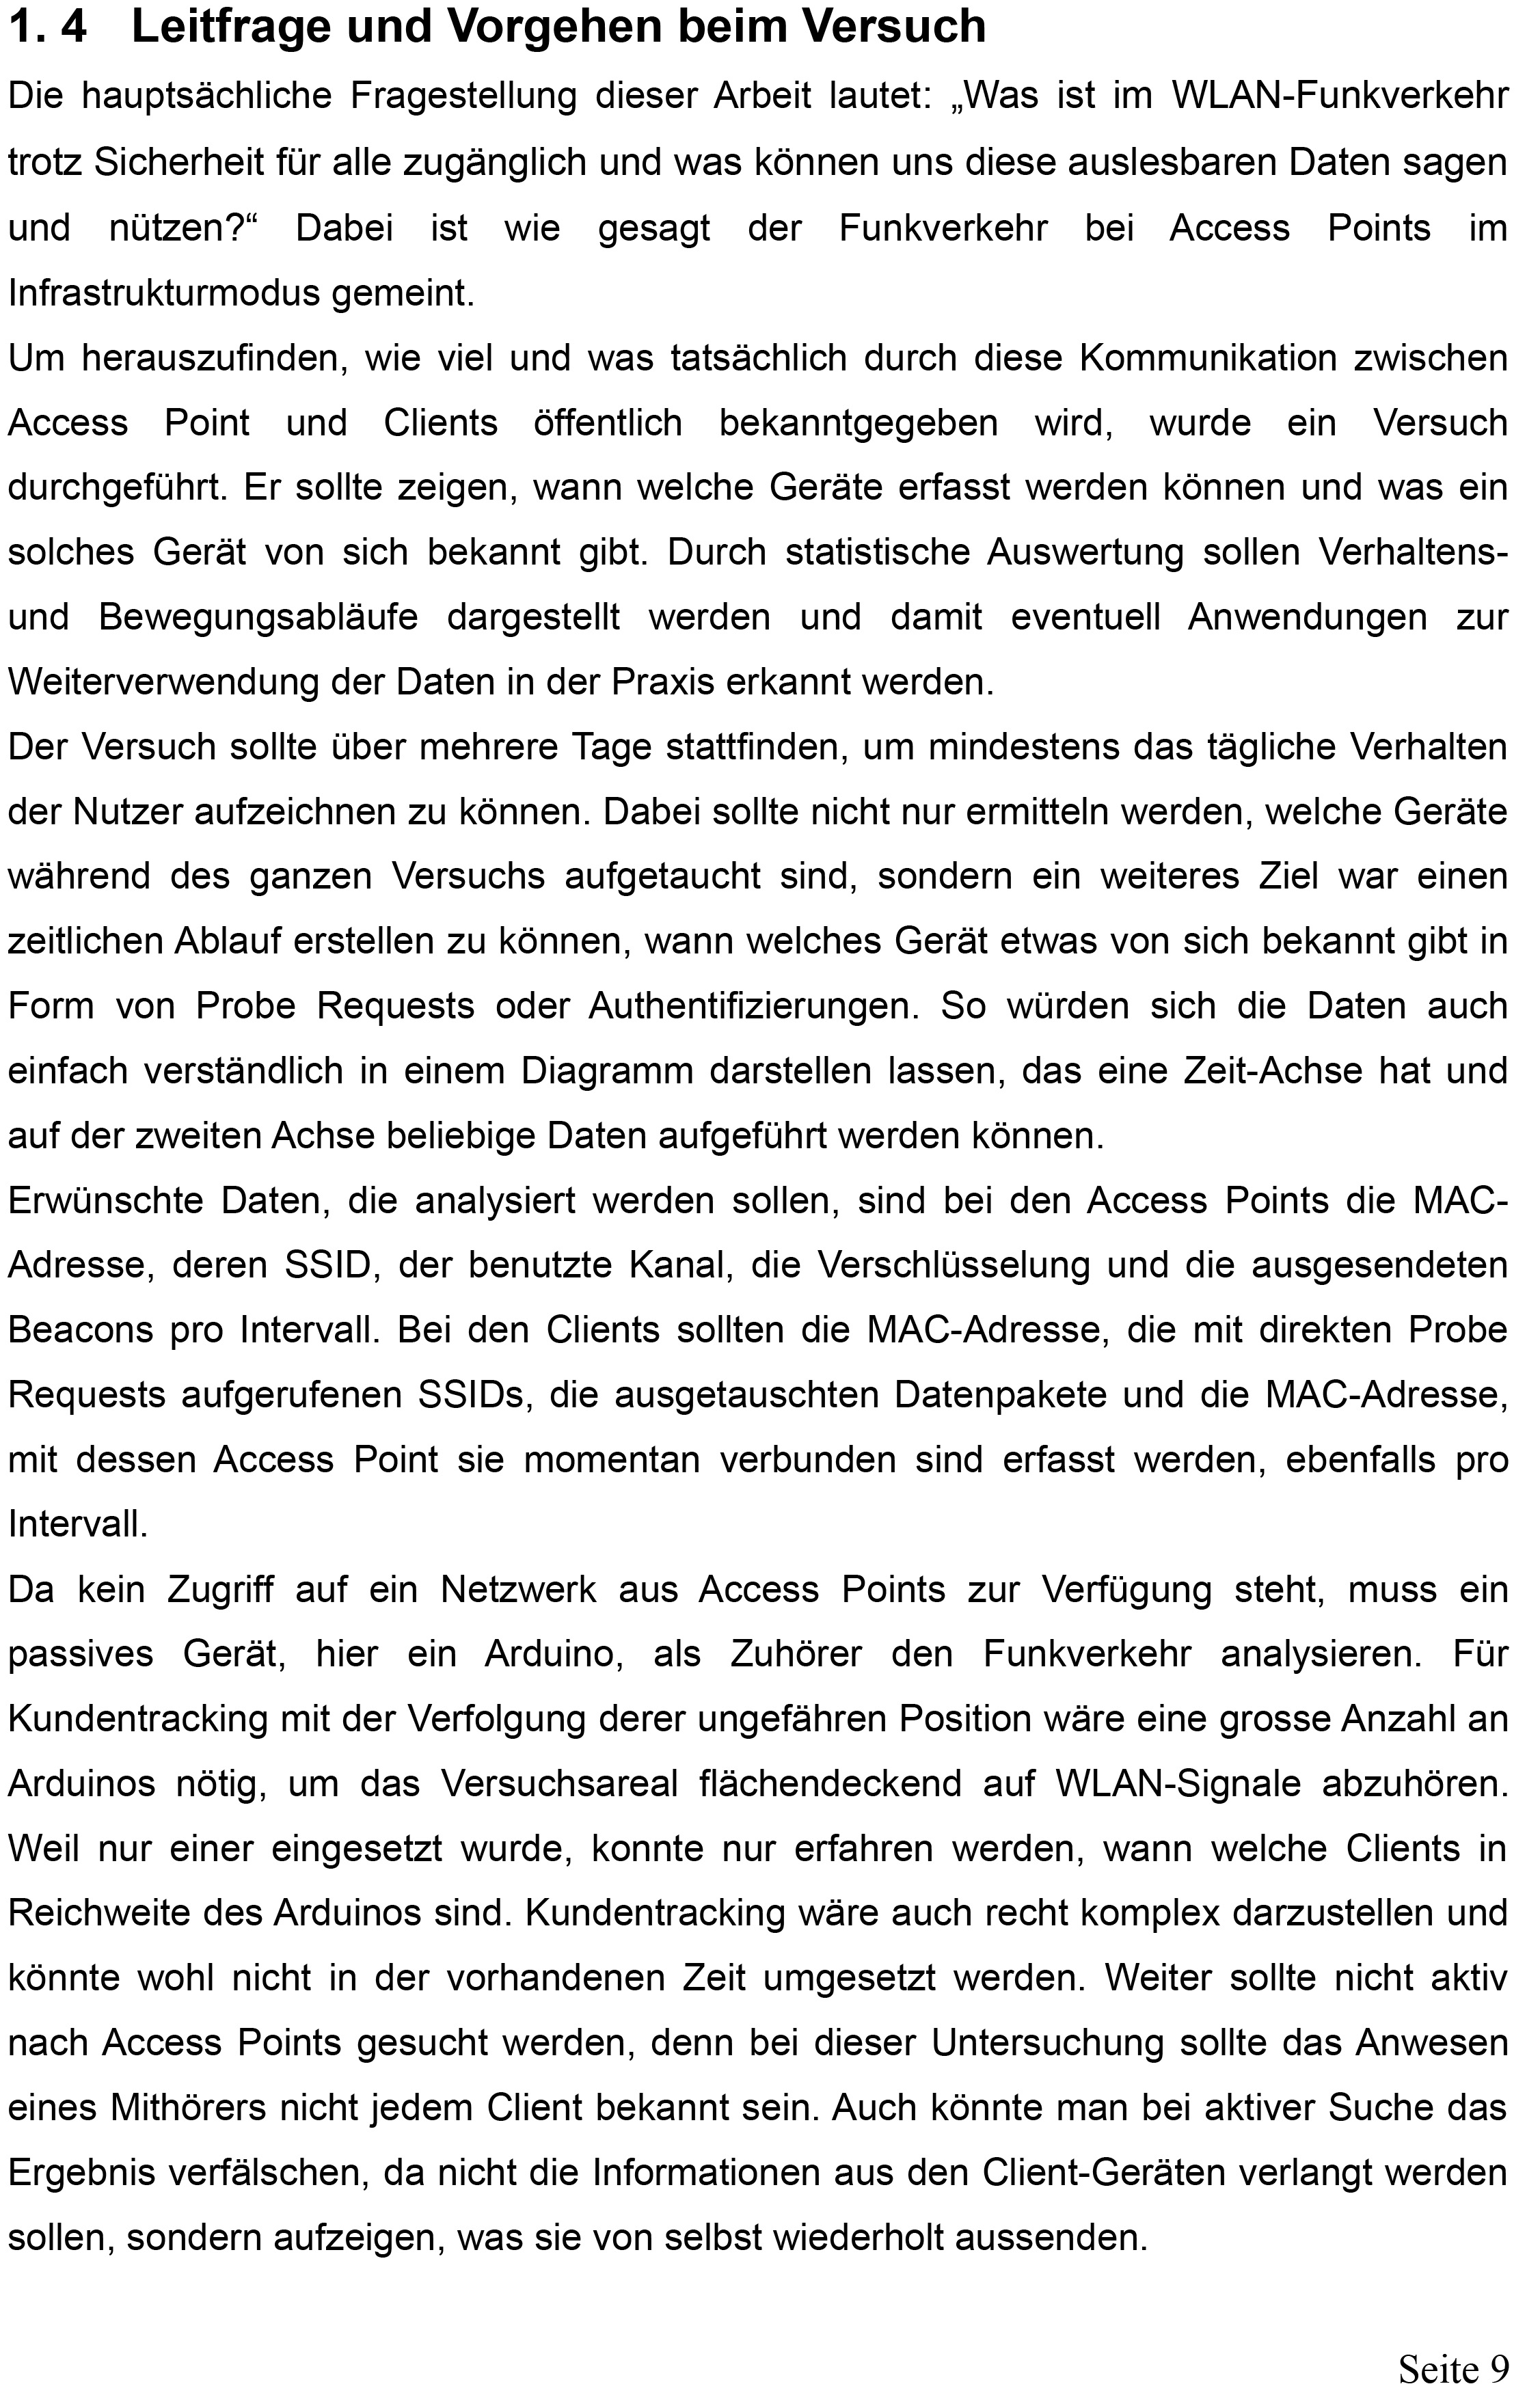 1. 4 Leitfrage und Vorgehen beim Versuch
Die hauptsächliche Fragestellung dieser Arbeit lautet: „Was ist im WLAN-Funkverkehr
trotz Sicherheit für alle zugänglich und was können uns diese auslesbaren Daten sagen
und nützen?“ Dabei ist wie gesagt der Funkverkehr bei Access Points im
Infrastrukturmodus gemeint.
Um herauszufinden, wie viel und was tatsächlich durch diese Kommunikation zwischen
Access Point und Clients öffentlich bekanntgegeben wird, wurde ein Versuch
durchgeführt. Er sollte zeigen, wann welche Geräte erfasst werden können und was ein
solches Gerät von sich bekannt gibt. Durch statistische Auswertung sollen Verhaltens-
und Bewegungsabläufe dargestellt werden und damit eventuell Anwendungen zur
Weiterverwendung der Daten in der Praxis erkannt werden.
Der Versuch sollte über mehrere Tage stattfinden, um mindestens das tägliche Verhalten
der Nutzer aufzeichnen zu können. Dabei sollte nicht nur ermitteln werden, welche Geräte
während des ganzen Versuchs aufgetaucht sind, sondern ein weiteres Ziel war einen
zeitlichen Ablauf erstellen zu können, wann welches Gerät etwas von sich bekannt gibt in
Form von Probe Requests oder Authentifizierungen. So würden sich die Daten auch
einfach verständlich in einem Diagramm darstellen lassen, das eine Zeit-Achse hat und
auf der zweiten Achse beliebige Daten aufgeführt werden können.
Erwünschte Daten, die analysiert werden sollen, sind bei den Access Points die MAC-
Adresse, deren SSID, der benutzte Kanal, die Verschlüsselung und die ausgesendeten
Beacons pro Intervall. Bei den Clients sollten die MAC-Adresse, die mit direkten Probe
Requests aufgerufenen SSIDs, die ausgetauschten Datenpakete und die MAC-Adresse,
mit dessen Access Point sie momentan verbunden sind erfasst werden, ebenfalls pro
Intervall.
Da kein Zugriff auf ein Netzwerk aus Access Points zur Verfügung steht, muss ein
passives Gerät, hier ein Arduino, als Zuhörer den Funkverkehr analysieren. Für
Kundentracking mit der Verfolgung derer ungefähren Position wäre eine grosse Anzahl an
Arduinos nötig, um das Versuchsareal flächendeckend auf WLAN-Signale abzuhören.
Weil nur einer eingesetzt wurde, konnte nur erfahren werden, wann welche Clients in
Reichweite des Arduinos sind. Kundentracking wäre auch recht komplex darzustellen und
könnte wohl nicht in der vorhandenen Zeit umgesetzt werden. Weiter sollte nicht aktiv
nach Access Points gesucht werden, denn bei dieser Untersuchung sollte das Anwesen
eines Mithörers nicht jedem Client bekannt sein. Auch könnte man bei aktiver Suche das
Ergebnis verfälschen, da nicht die Informationen aus den Client-Geräten verlangt werden
sollen, sondern aufzeigen, was sie von selbst wiederholt aussenden.
Seite 9